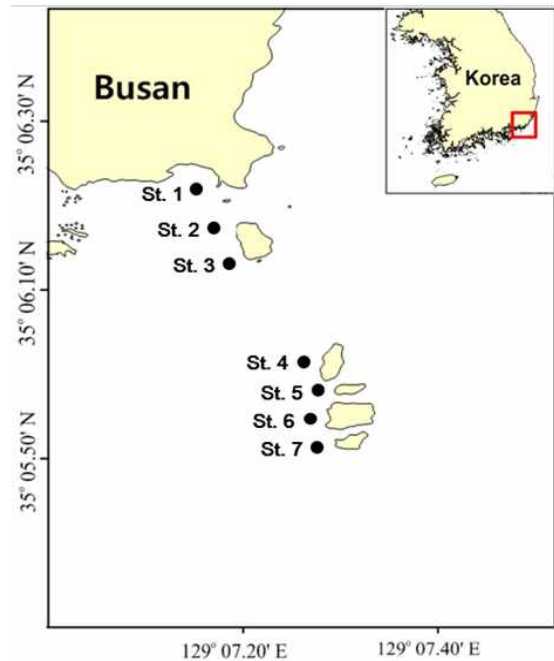 Busan
Korea
35° 06.30' N
St. 1
St. 2
St. 3
35° 06.10' N
St. 4
St. 5
St. 6
St. 7
35° 05.50' N
129° 07.20' E
129° 07.40' E